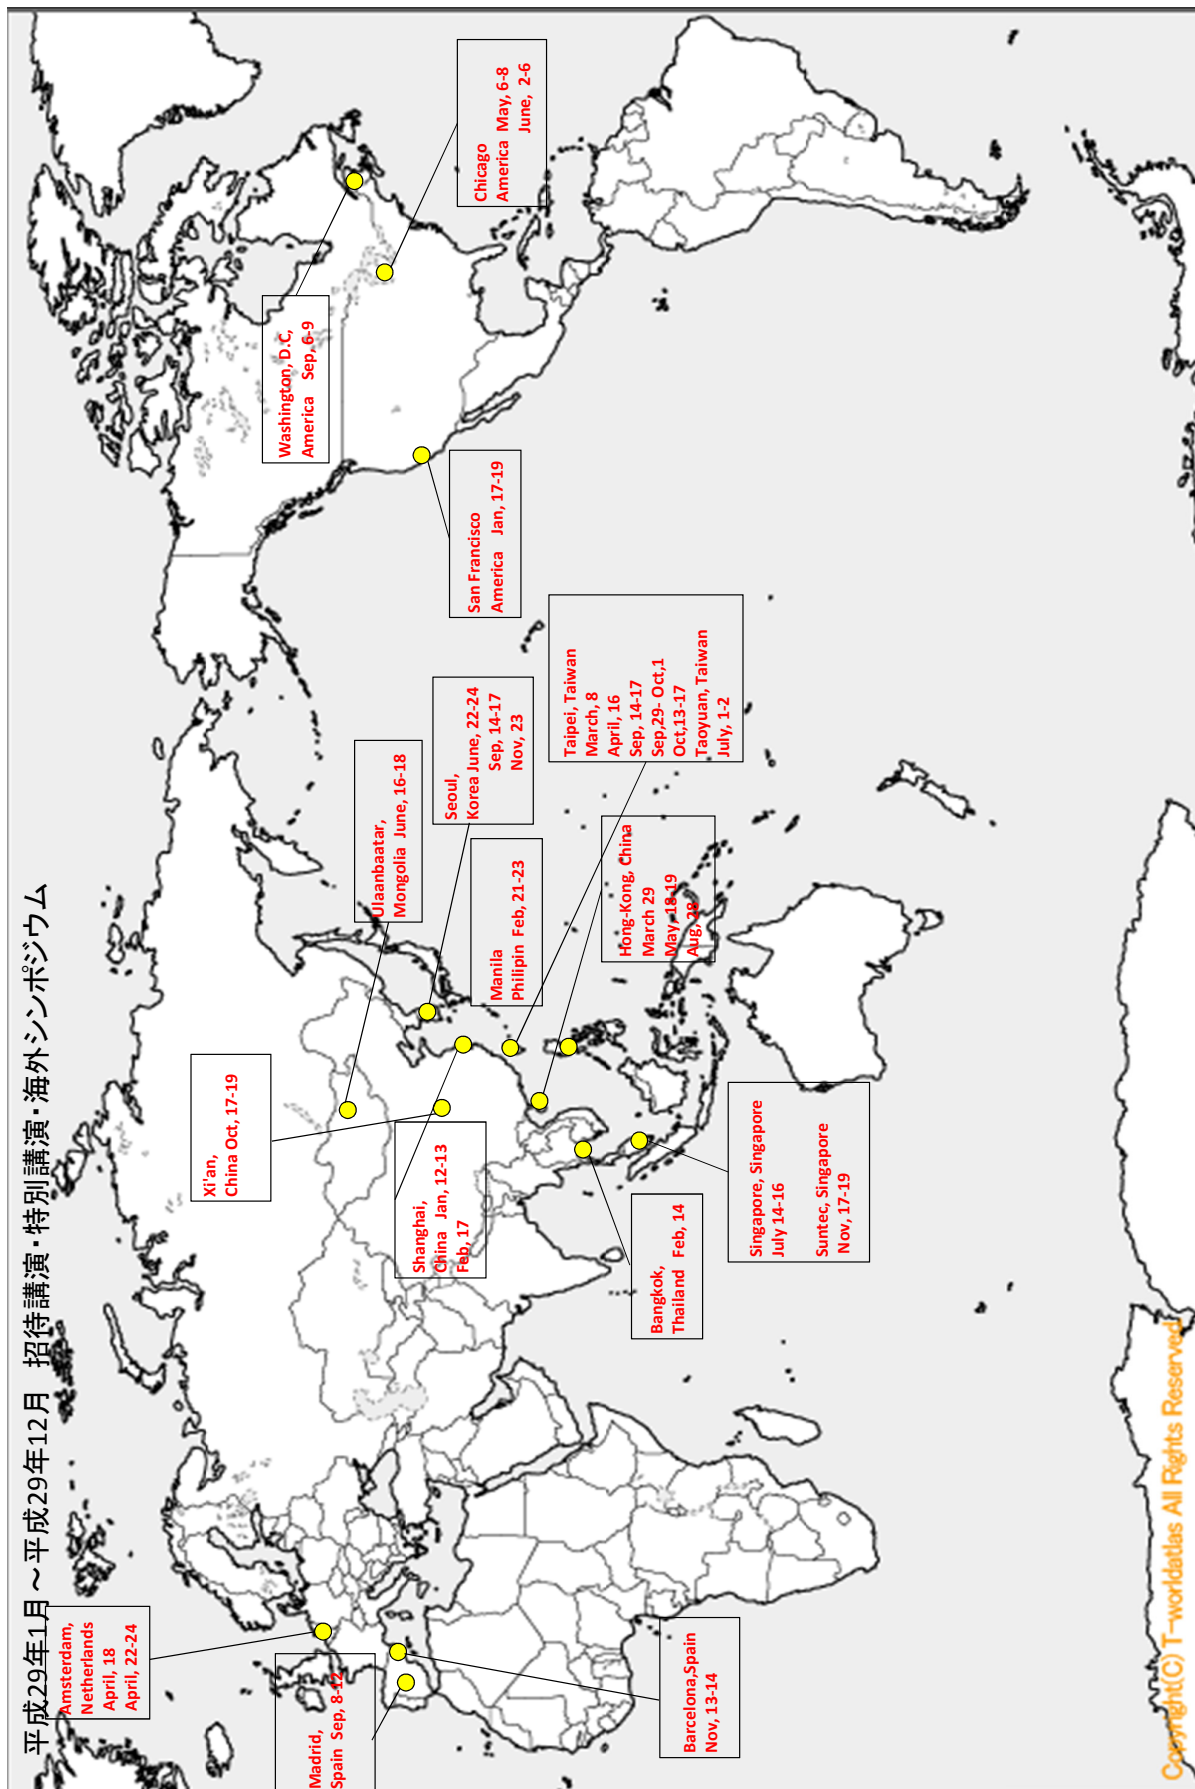 平成29年1月～平成29年12月　招待講演・特別講演・海外シンポジウム
Amsterdam,
Netherlands
April, 18
April, 22-24
Madrid,
Spain Sep, 8-12
Barcelona,Spain
Nov, 13-14
Xi'an,
China Oct, 17-19
Shanghai,
China Jan, 12-13
Feb, 17
Bangkok,
Thailand Feb, 14
Singapore, Singapore
July 14-16
Suntec, Singapore
Nov, 17-19
Ulaanbaatar,
Mongolia June, 16-18
Seoul,
Korea June, 22-24
Sep, 14-17
Nov, 23
Manila
Philipin Feb, 21-23
Hong-Kong, China
March 29
May, 18-19
Aug, 28
Taipei, Taiwan
March, 8
April, 16
Sep, 14-17
Sep,29- Oct,1
Oct,13-17
Taoyuan, Taiwan
July, 1-2
San Francisco
America Jan, 17-19
Washington, D.C,
America Sep, 6-9
Chicago
America May, 6-8
June, 2-6
Copyright(C) T-worldatlas All Rights Reserved